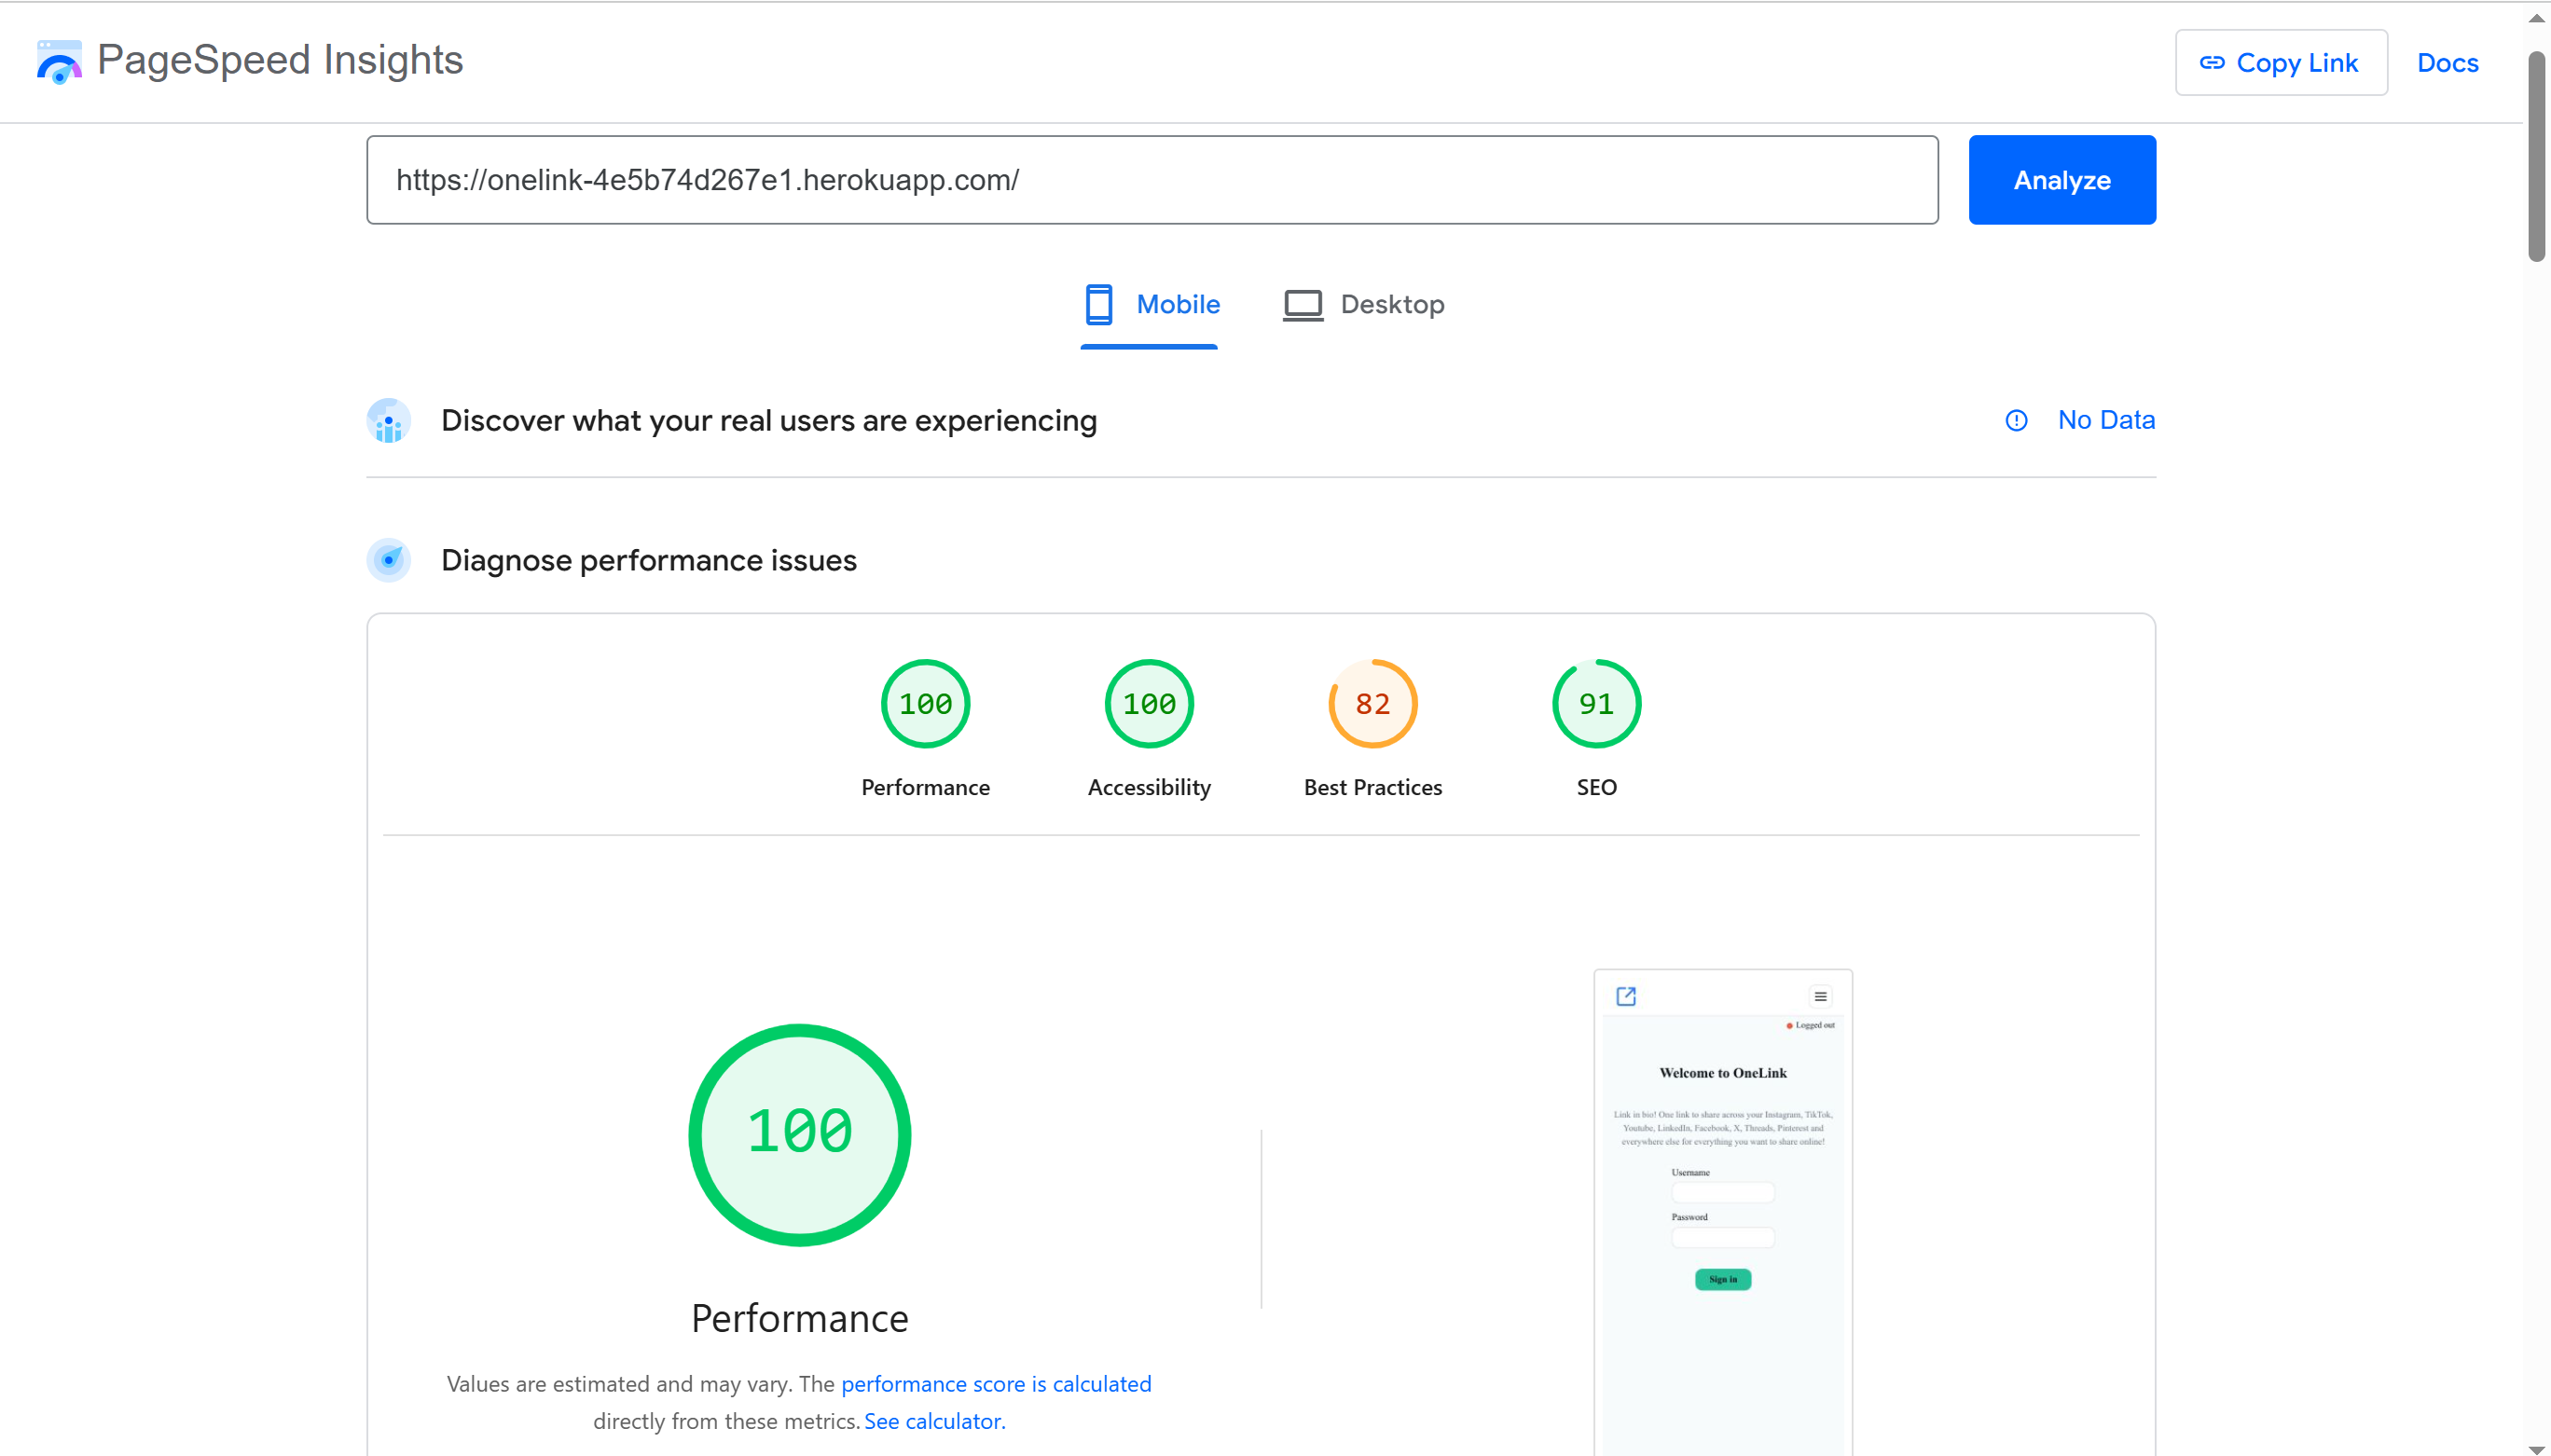 PageSpeed Insights
Copy Link
Docs
https://onelink-4e5b74d267e1.herokuapp.com/
Analyze
Mobile
Desktop
Discover what your real users are experiencing
No Data
Diagnose performance issues
100
100
82
91
Performance
Accessibility
Best Practices
SEO
100
Performance
Values are estimated and may vary. The performance score is calculated
directly from these metrics. See calculator.
Logged out
Welcome to OneLink
Link in bio! One link to share across your Instagram, TikTok,
Youtube, LinkedIn, Facebook, X, Threads, Pinterest and
everywhere else for everything you want to share online!
Username
Password
Sign in